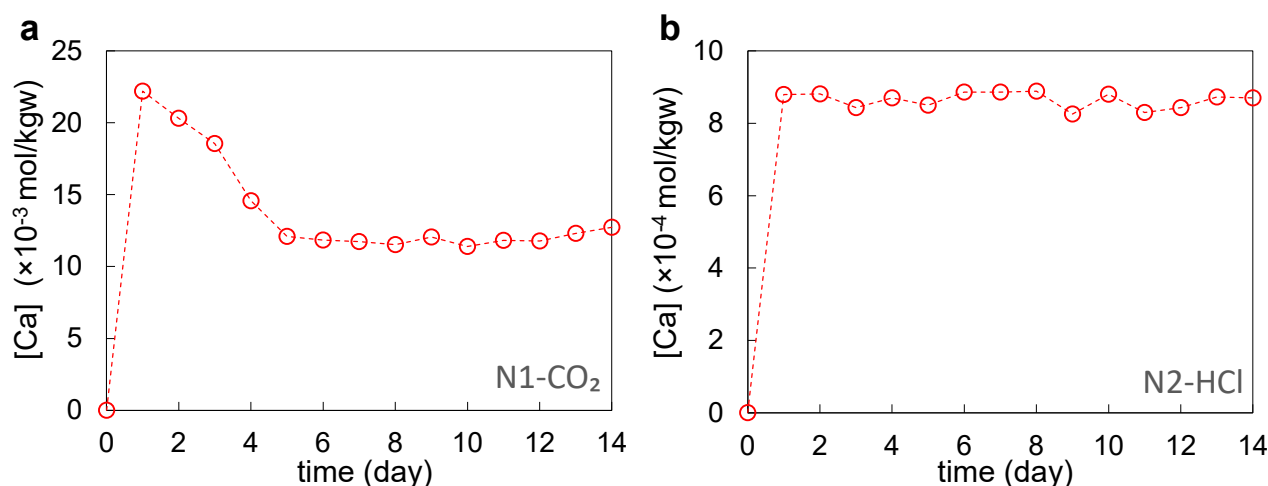 a
[Ca] (×10⁻³ mol/kgw)
25
20
15
10
5
0
0 2 4 6 8 10 12 14
time (day)
N1-CO₂
b
[Ca] (×10⁻⁴ mol/kgw)
10
8
6
4
2
0
0 2 4 6 8 10 12 14
time (day)
N2-HCl